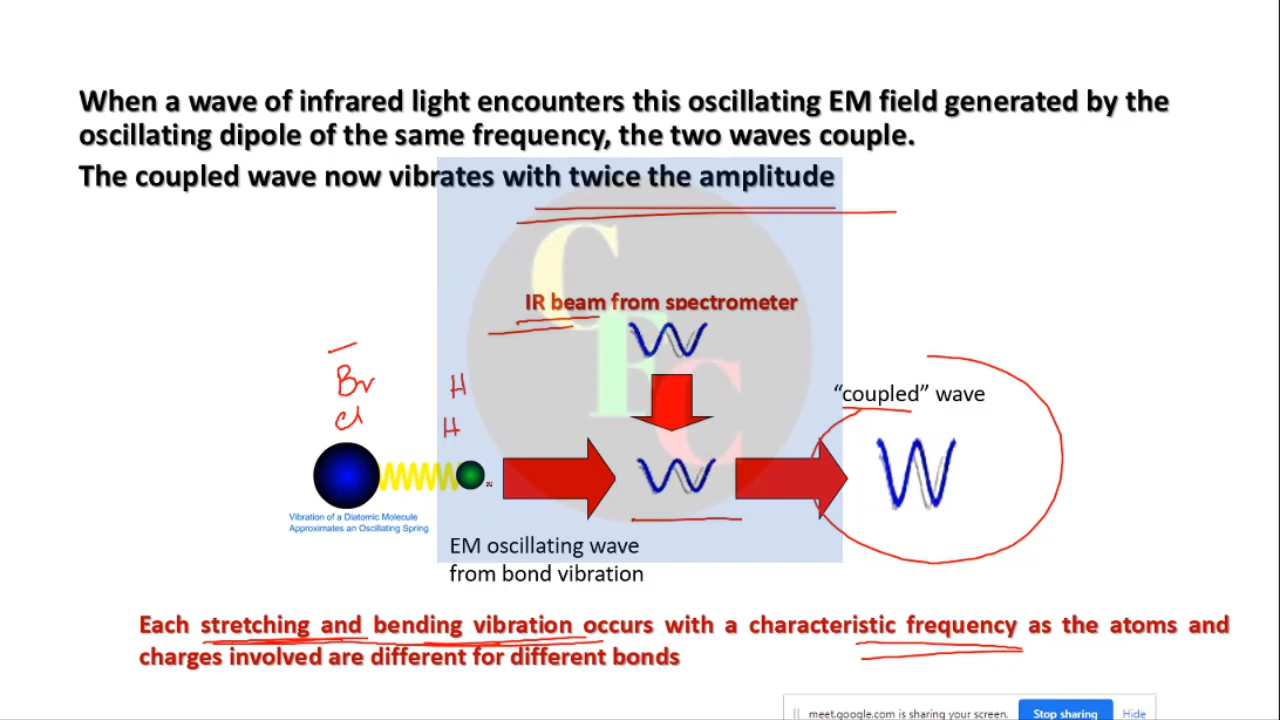 When a wave of infrared light encounters this oscillating EM field generated by the
oscillating dipole of the same frequency, the two waves couple.
The coupled wave now vibrates with twice the amplitude
C
F
C
IR beam from spectrometer
Br H
Cl H
"coupled" wave
Vibration of a Diatomic Molecule
Approximates an Oscillating Spring
EM oscillating wave
from bond vibration
Each stretching and bending vibration occurs with a characteristic frequency as the atoms and
charges involved are different for different bonds
meet.google.com is sharing your screen. Stop sharing Hide